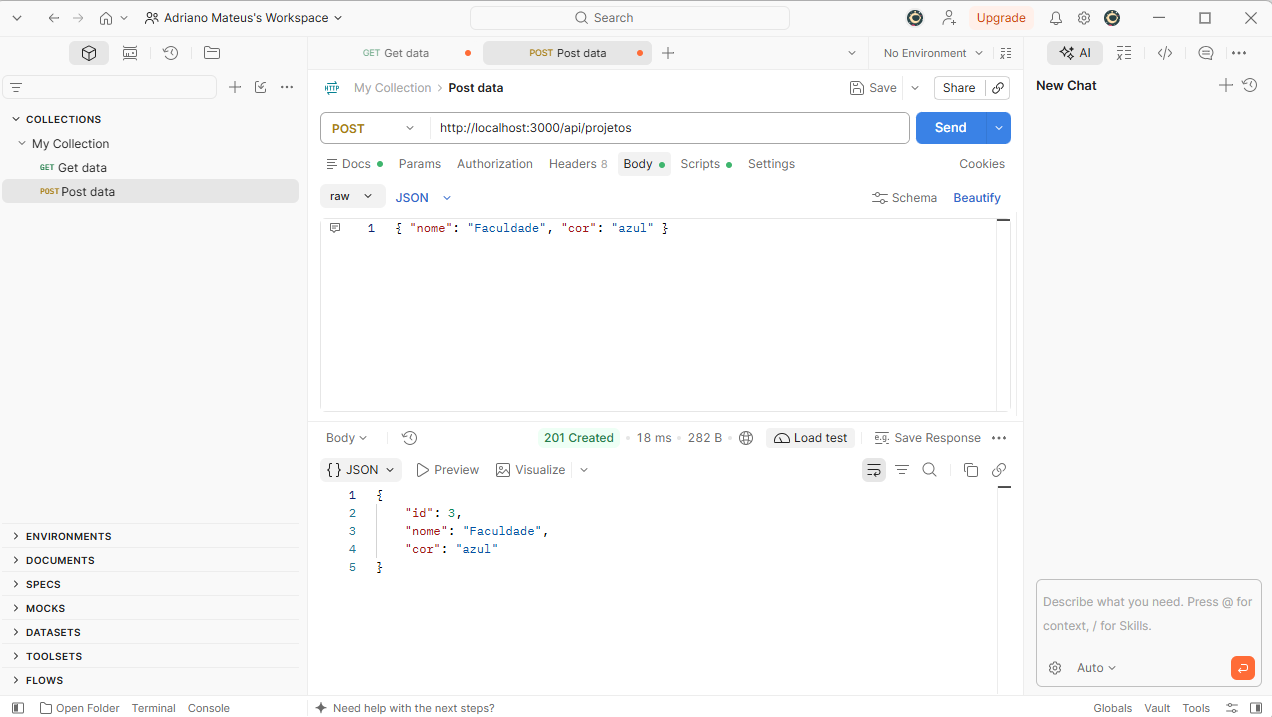 Adriano Mateus's Workspace
Search
Upgrade
GET Get data
POST Post data
No Environment
AI
My Collection › Post data
Save
Share
New Chat
COLLECTIONS
My Collection
GET Get data
POST Post data
POST
http://localhost:3000/api/projetos
Send
Docs
Params
Authorization
Headers 8
Body
Scripts
Settings
Cookies
raw
JSON
Schema
Beautify
1 { "nome": "Faculdade", "cor": "azul" }
Body
201 Created
18 ms
282 B
Load test
e.g. Save Response
{} JSON
Preview
Visualize
1 {
2 "id": 3,
3 "nome": "Faculdade",
4 "cor": "azul"
5 }
ENVIRONMENTS
DOCUMENTS
SPECS
MOCKS
DATASETS
TOOLSETS
FLOWS
Describe what you need. Press @ for
context, / for Skills.
Auto
Open Folder
Terminal
Console
Need help with the next steps?
Globals
Vault
Tools